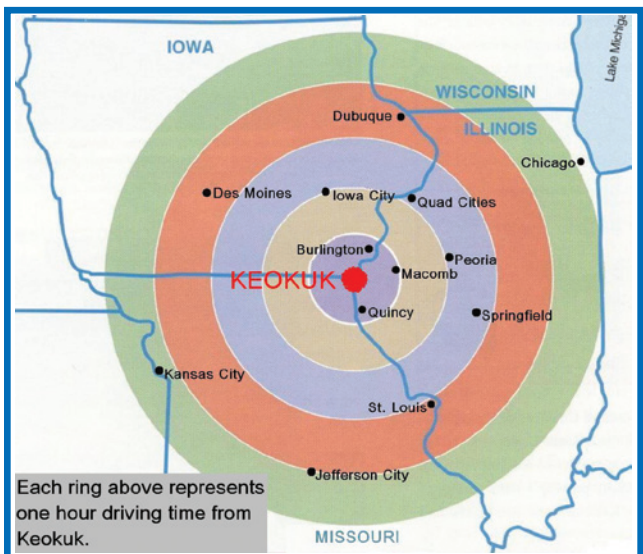 IOWA
Lake Michiga
WISCONSIN
Dubuque
ILLINOIS
Chicago
Des Moines
Iowa City
Quad Cities
Burlington
Peoria
KEOKUK
Macomb
Quincy
Springfield
Kansas City
St. Louis
Jefferson City
Each ring above represents
one hour driving time from
Keokuk.
MISSOURI